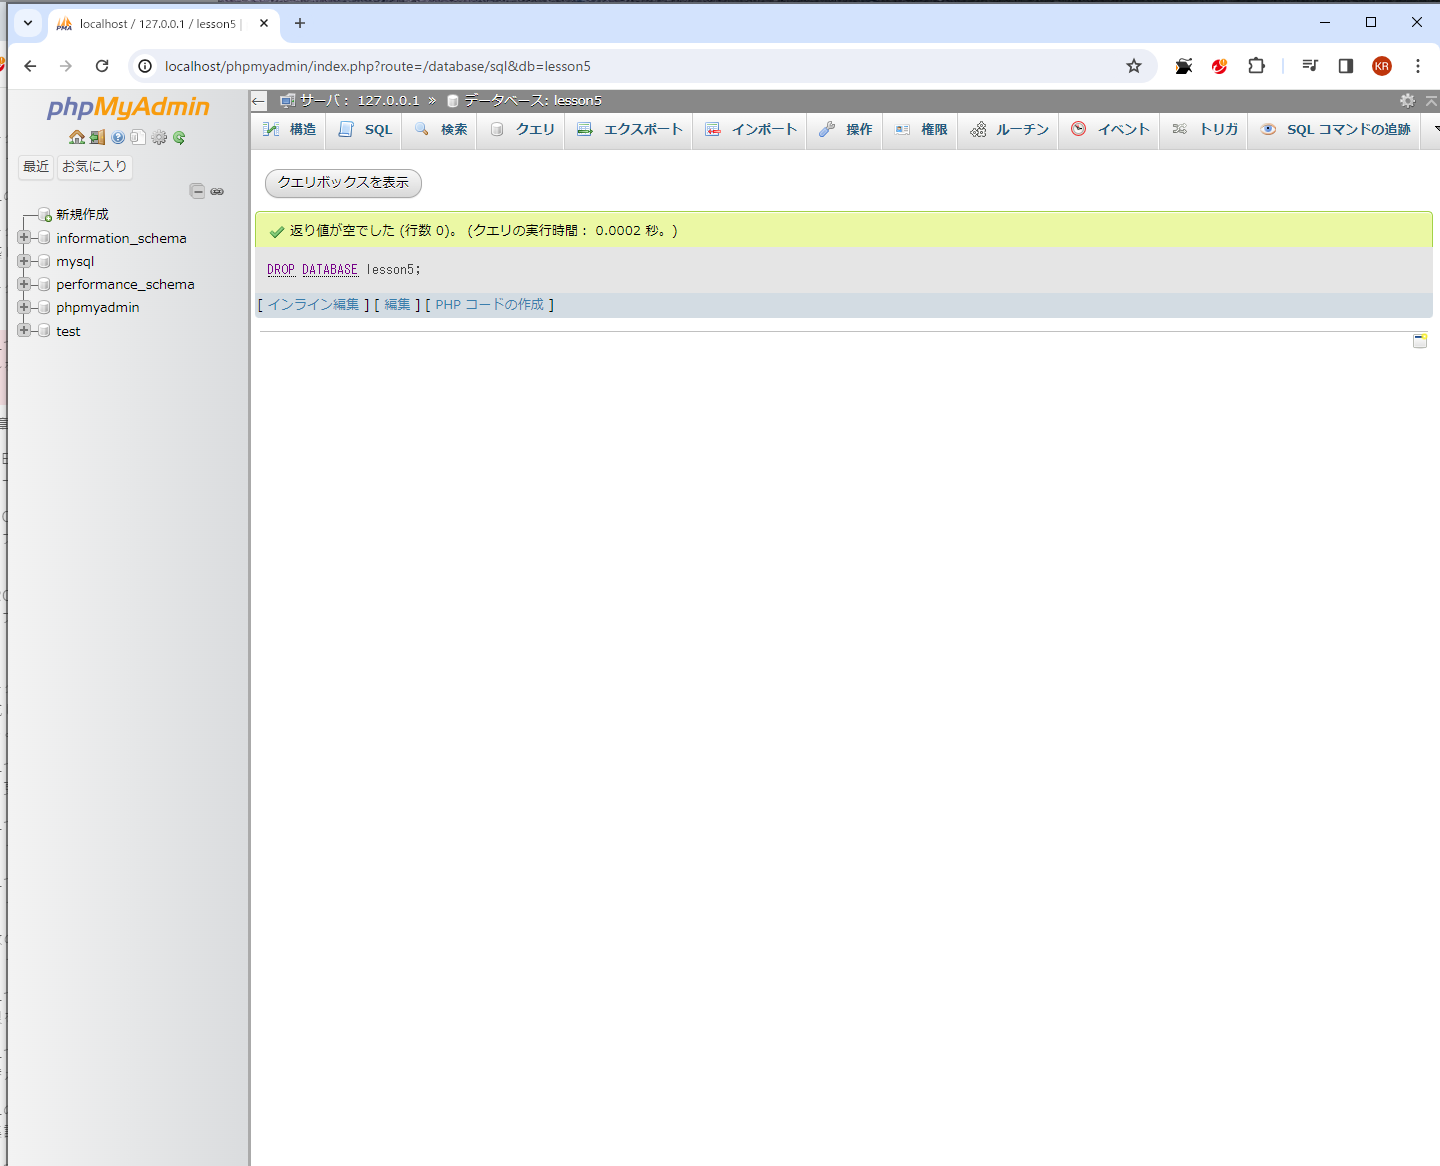 localhost / 127.0.0.1 / lesson5 |
localhost/phpmyadmin/index.php?route=/database/sql&db=lesson5
KR
phpMyAdmin
最近 お気に入り
新規作成
information_schema
mysql
performance_schema
phpmyadmin
test
サーバ： 127.0.0.1 » データベース: lesson5
構造 SQL 検索 クエリ エクスポート インポート 操作 権限 ルーチン イベント トリガ SQL コマンドの追跡
クエリボックスを表示
返り値が空でした (行数 0)。 (クエリの実行時間： 0.0002 秒。)
DROP DATABASE lesson5;
[ インライン編集 ] [ 編集 ] [ PHP コードの作成 ]